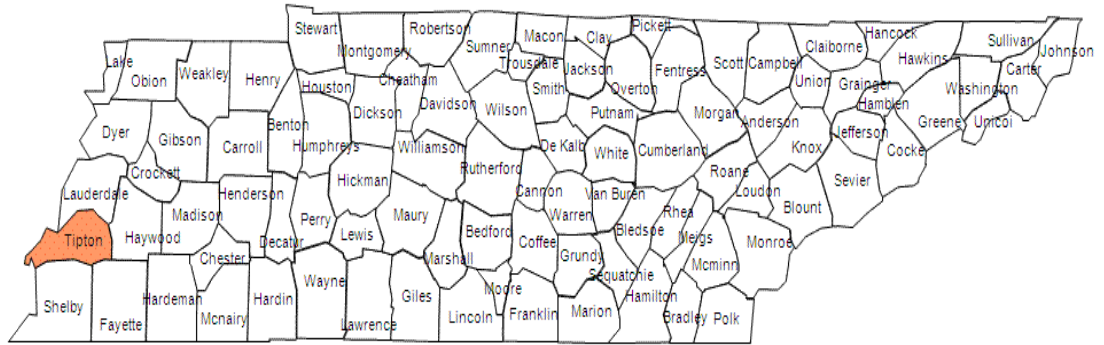 Stewart
Montgomery
Robertson
Sumner
Macon
Clay
Pickett
Lake
Obion
Weakley
Henry
Houston
Cheatham
Trousdale
Jackson
Overton
Fentress
Scott
Campbell
Claiborne
Hancock
Hawkins
Sullivan
Johnson
Carter
Union
Grainger
Washington
Hamblen
Greene
Unicoi
Dyer
Gibson
Carroll
Benton
Humphreys
Dickson
Davidson
Wilson
Smith
Putnam
Morgan
Anderson
Jefferson
Cocke
Knox
Williamson
Rutherford
De Kalb
White
Cumberland
Roane
Loudon
Sevier
Blount
Crockett
Lauderdale
Madison
Henderson
Hickman
Cannon
Van Buren
Warren
Rhea
Tipton
Haywood
Chester
Decatur
Perry
Lewis
Maury
Bedford
Coffee
Bledsoe
Meigs
Monroe
Marshall
Grundy
Sequatchie
Mcminn
Shelby
Fayette
Hardeman
Mcnairy
Hardin
Wayne
Lawrence
Giles
Moore
Lincoln
Franklin
Marion
Hamilton
Bradley
Polk